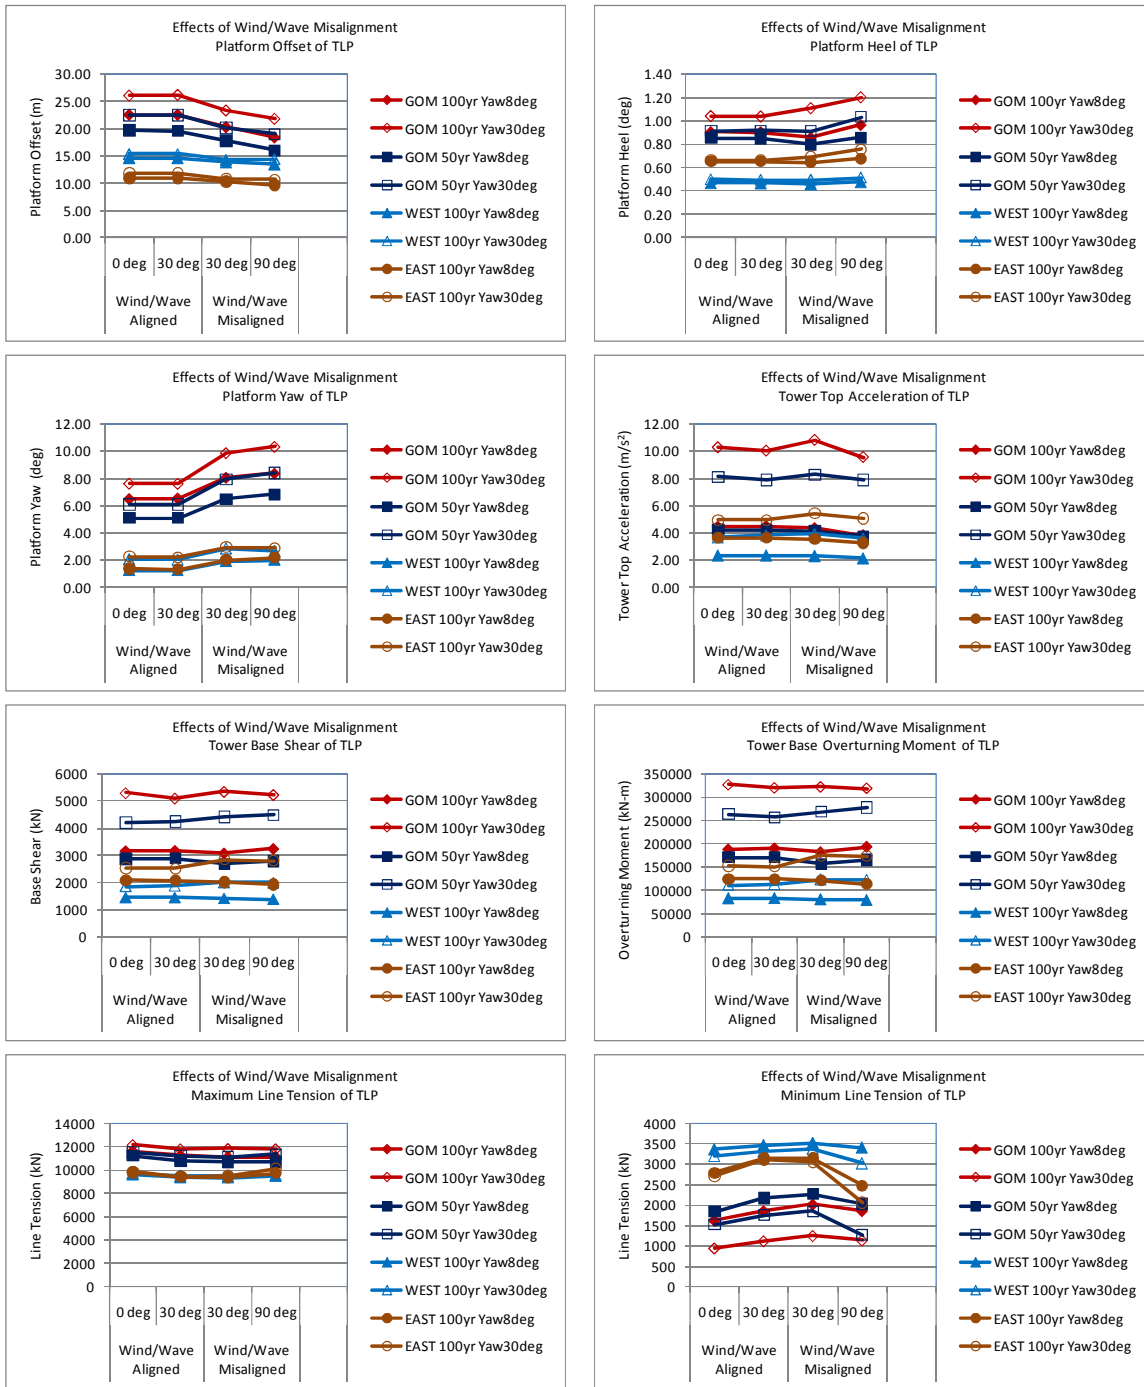 Effects of Wind/Wave Misalignment
Platform Offset of TLP
Platform Offset (m)
30.00
25.00
20.00
15.00
10.00
5.00
0.00
0 deg 30 deg 30 deg 90 deg
Wind/Wave Aligned
Wind/Wave Misaligned
GOM 100yr Yaw8deg
GOM 100yr Yaw30deg
GOM 50yr Yaw8deg
GOM 50yr Yaw30deg
WEST 100yr Yaw8deg
WEST 100yr Yaw30deg
EAST 100yr Yaw8deg
EAST 100yr Yaw30deg
Effects of Wind/Wave Misalignment
Platform Heel of TLP
Platform Heel (deg)
1.40
1.20
1.00
0.80
0.60
0.40
0.20
0.00
0 deg 30 deg 30 deg 90 deg
Wind/Wave Aligned
Wind/Wave Misaligned
GOM 100yr Yaw8deg
GOM 100yr Yaw30deg
GOM 50yr Yaw8deg
GOM 50yr Yaw30deg
WEST 100yr Yaw8deg
WEST 100yr Yaw30deg
EAST 100yr Yaw8deg
EAST 100yr Yaw30deg
Effects of Wind/Wave Misalignment
Platform Yaw of TLP
Platform Yaw (deg)
12.00
10.00
8.00
6.00
4.00
2.00
0.00
0 deg 30 deg 30 deg 90 deg
Wind/Wave Aligned
Wind/Wave Misaligned
GOM 100yr Yaw8deg
GOM 100yr Yaw30deg
GOM 50yr Yaw8deg
GOM 50yr Yaw30deg
WEST 100yr Yaw8deg
WEST 100yr Yaw30deg
EAST 100yr Yaw8deg
EAST 100yr Yaw30deg
Effects of Wind/Wave Misalignment
Tower Top Acceleration of TLP
Tower Top Acceleration (m/s²)
12.00
10.00
8.00
6.00
4.00
2.00
0.00
0 deg 30 deg 30 deg 90 deg
Wind/Wave Aligned
Wind/Wave Misaligned
GOM 100yr Yaw8deg
GOM 100yr Yaw30deg
GOM 50yr Yaw8deg
GOM 50yr Yaw30deg
WEST 100yr Yaw8deg
WEST 100yr Yaw30deg
EAST 100yr Yaw8deg
EAST 100yr Yaw30deg
Effects of Wind/Wave Misalignment
Tower Base Shear of TLP
Base Shear (kN)
6000
5000
4000
3000
2000
1000
0
0 deg 30 deg 30 deg 90 deg
Wind/Wave Aligned
Wind/Wave Misaligned
GOM 100yr Yaw8deg
GOM 100yr Yaw30deg
GOM 50yr Yaw8deg
GOM 50yr Yaw30deg
WEST 100yr Yaw8deg
WEST 100yr Yaw30deg
EAST 100yr Yaw8deg
EAST 100yr Yaw30deg
Effects of Wind/Wave Misalignment
Tower Base Overturning Moment of TLP
Overturning Moment (kN-m)
350000
300000
250000
200000
150000
100000
50000
0
0 deg 30 deg 30 deg 90 deg
Wind/Wave Aligned
Wind/Wave Misaligned
GOM 100yr Yaw8deg
GOM 100yr Yaw30deg
GOM 50yr Yaw8deg
GOM 50yr Yaw30deg
WEST 100yr Yaw8deg
WEST 100yr Yaw30deg
EAST 100yr Yaw8deg
EAST 100yr Yaw30deg
Effects of Wind/Wave Misalignment
Maximum Line Tension of TLP
Line Tension (kN)
14000
12000
10000
8000
6000
4000
2000
0
0 deg 30 deg 30 deg 90 deg
Wind/Wave Aligned
Wind/Wave Misaligned
GOM 100yr Yaw8deg
GOM 100yr Yaw30deg
GOM 50yr Yaw8deg
GOM 50yr Yaw30deg
WEST 100yr Yaw8deg
WEST 100yr Yaw30deg
EAST 100yr Yaw8deg
EAST 100yr Yaw30deg
Effects of Wind/Wave Misalignment
Minimum Line Tension of TLP
Line Tension (kN)
4000
3500
3000
2500
2000
1500
1000
500
0
0 deg 30 deg 30 deg 90 deg
Wind/Wave Aligned
Wind/Wave Misaligned
GOM 100yr Yaw8deg
GOM 100yr Yaw30deg
GOM 50yr Yaw8deg
GOM 50yr Yaw30deg
WEST 100yr Yaw8deg
WEST 100yr Yaw30deg
EAST 100yr Yaw8deg
EAST 100yr Yaw30deg